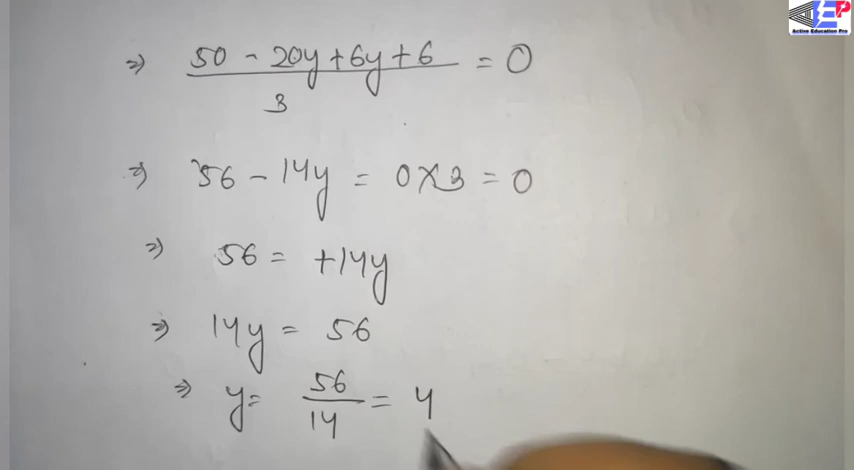 AEP
Active Education Pro
⇒ 50 - 20y + 6y + 6 / 3 = 0
⇒ 56 - 14y = 0 × 3 = 0
⇒ 56 = +14y
⇒ 14y = 56
⇒ y = 56 / 14 = 4